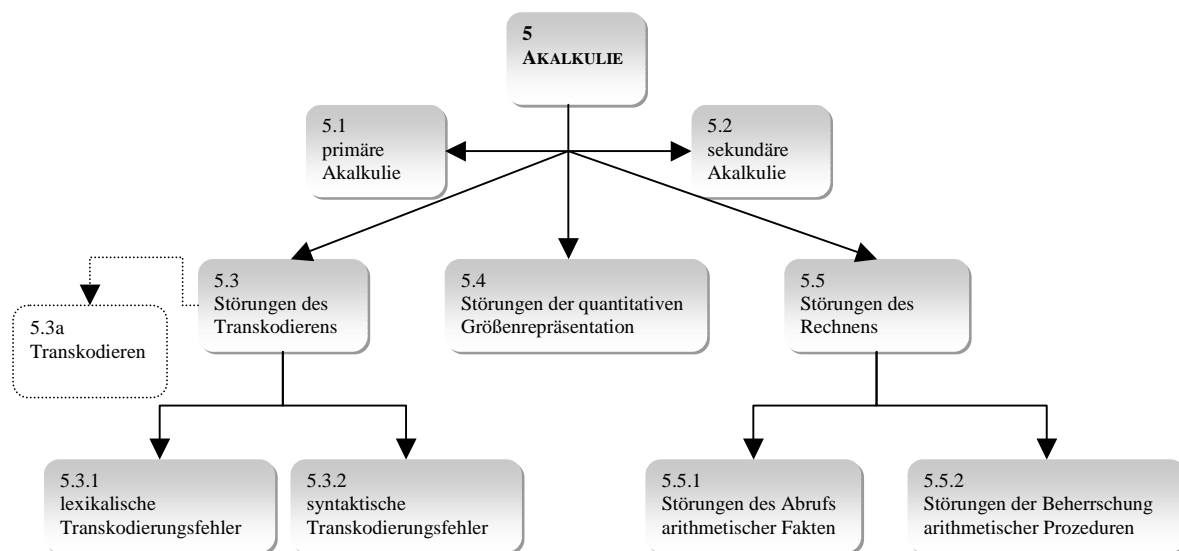 5
AKALKULIE
5.1
primäre
Akalkulie
5.2
sekundäre
Akalkulie
5.3
Störungen des
Transkodierens
5.4
Störungen der quantitativen
Größenrepräsentation
5.5
Störungen des
Rechnens
5.3a
Transkodieren
5.3.1
lexikalische
Transkodierungsfehler
5.3.2
syntaktische
Transkodierungsfehler
5.5.1
Störungen des Abrufs
arithmetischer Fakten
5.5.2
Störungen der Beherrschung
arithmetischer Prozeduren